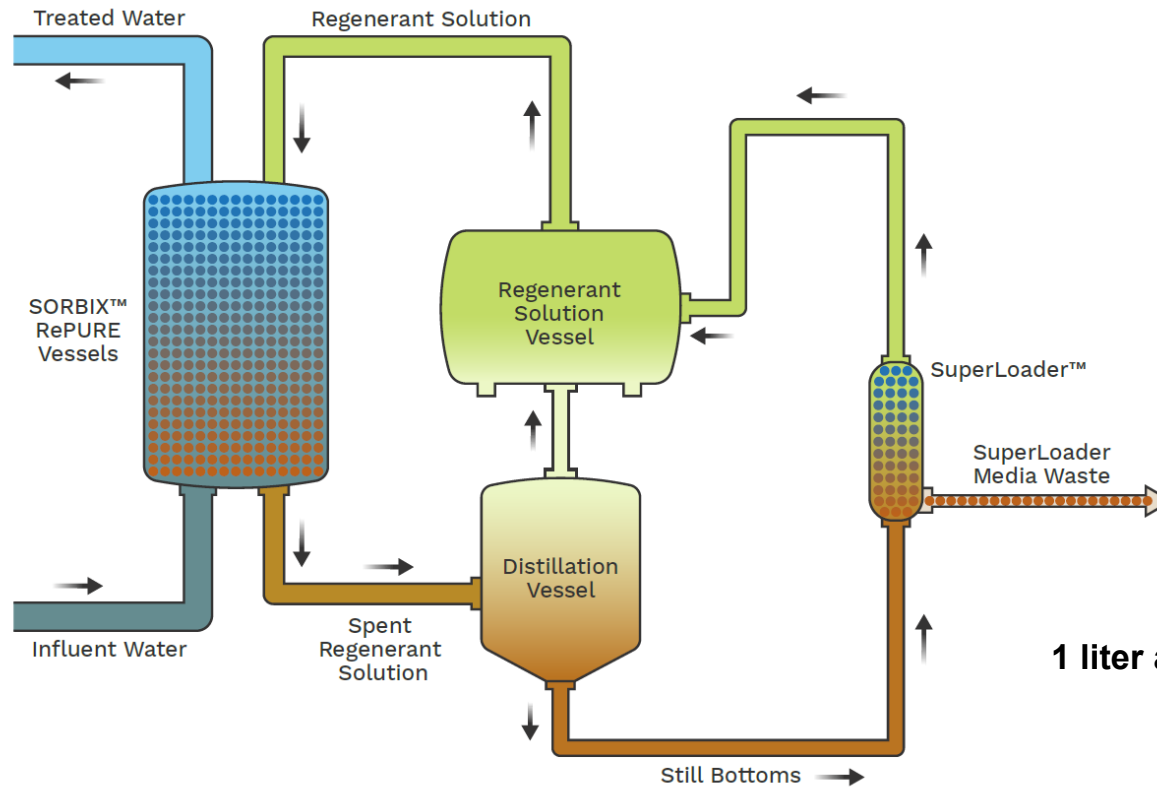 Treated Water
Regenerant Solution
SORBIX™
RePURE
Vessels
Regenerant
Solution
Vessel
SuperLoader™
SuperLoader
Media Waste
Distillation
Vessel
Influent Water
Spent
Regenerant
Solution
1 liter
Still Bottoms